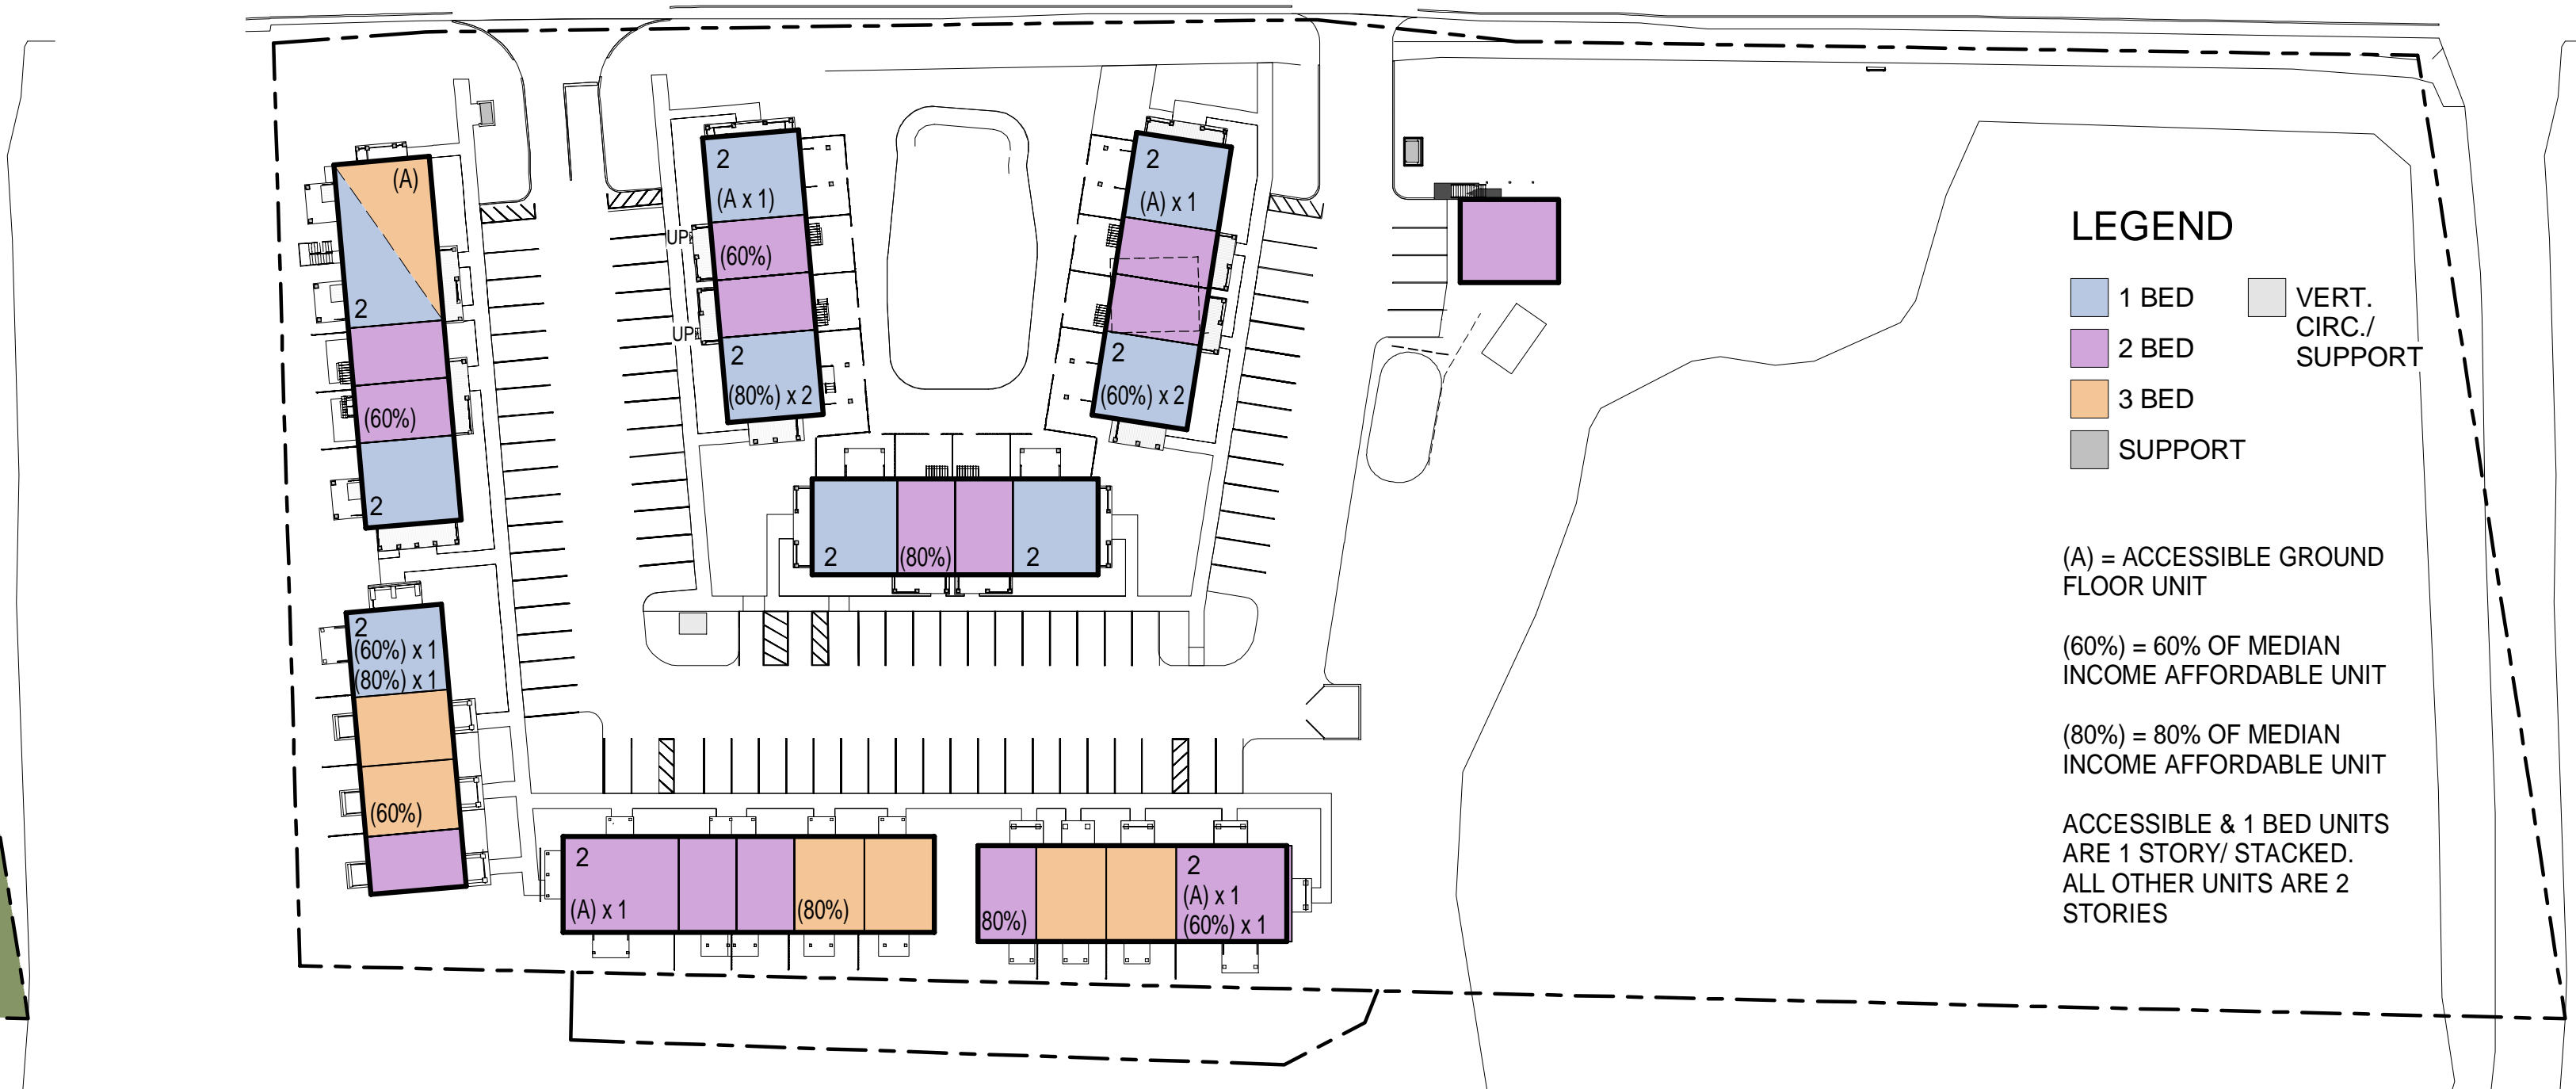 (A)
2
(60%)
2
2
(60%) x 1
(80%) x 1
(60%)
UP
UP
2
(A x 1)
(60%)
2
(80%) x 2
2
(A) x 1
2
(60%) x 2
2
(80%)
2
2
(A) x 1
(80%)
80%)
2
(A) x 1
(60%) x 1
LEGEND
1 BED
2 BED
3 BED
SUPPORT
VERT.
CIRC./
SUPPORT
(A) = ACCESSIBLE GROUND
FLOOR UNIT
(60%) = 60% OF MEDIAN
INCOME AFFORDABLE UNIT
(80%) = 80% OF MEDIAN
INCOME AFFORDABLE UNIT
ACCESSIBLE & 1 BED UNITS
ARE 1 STORY/ STACKED.
ALL OTHER UNITS ARE 2
STORIES